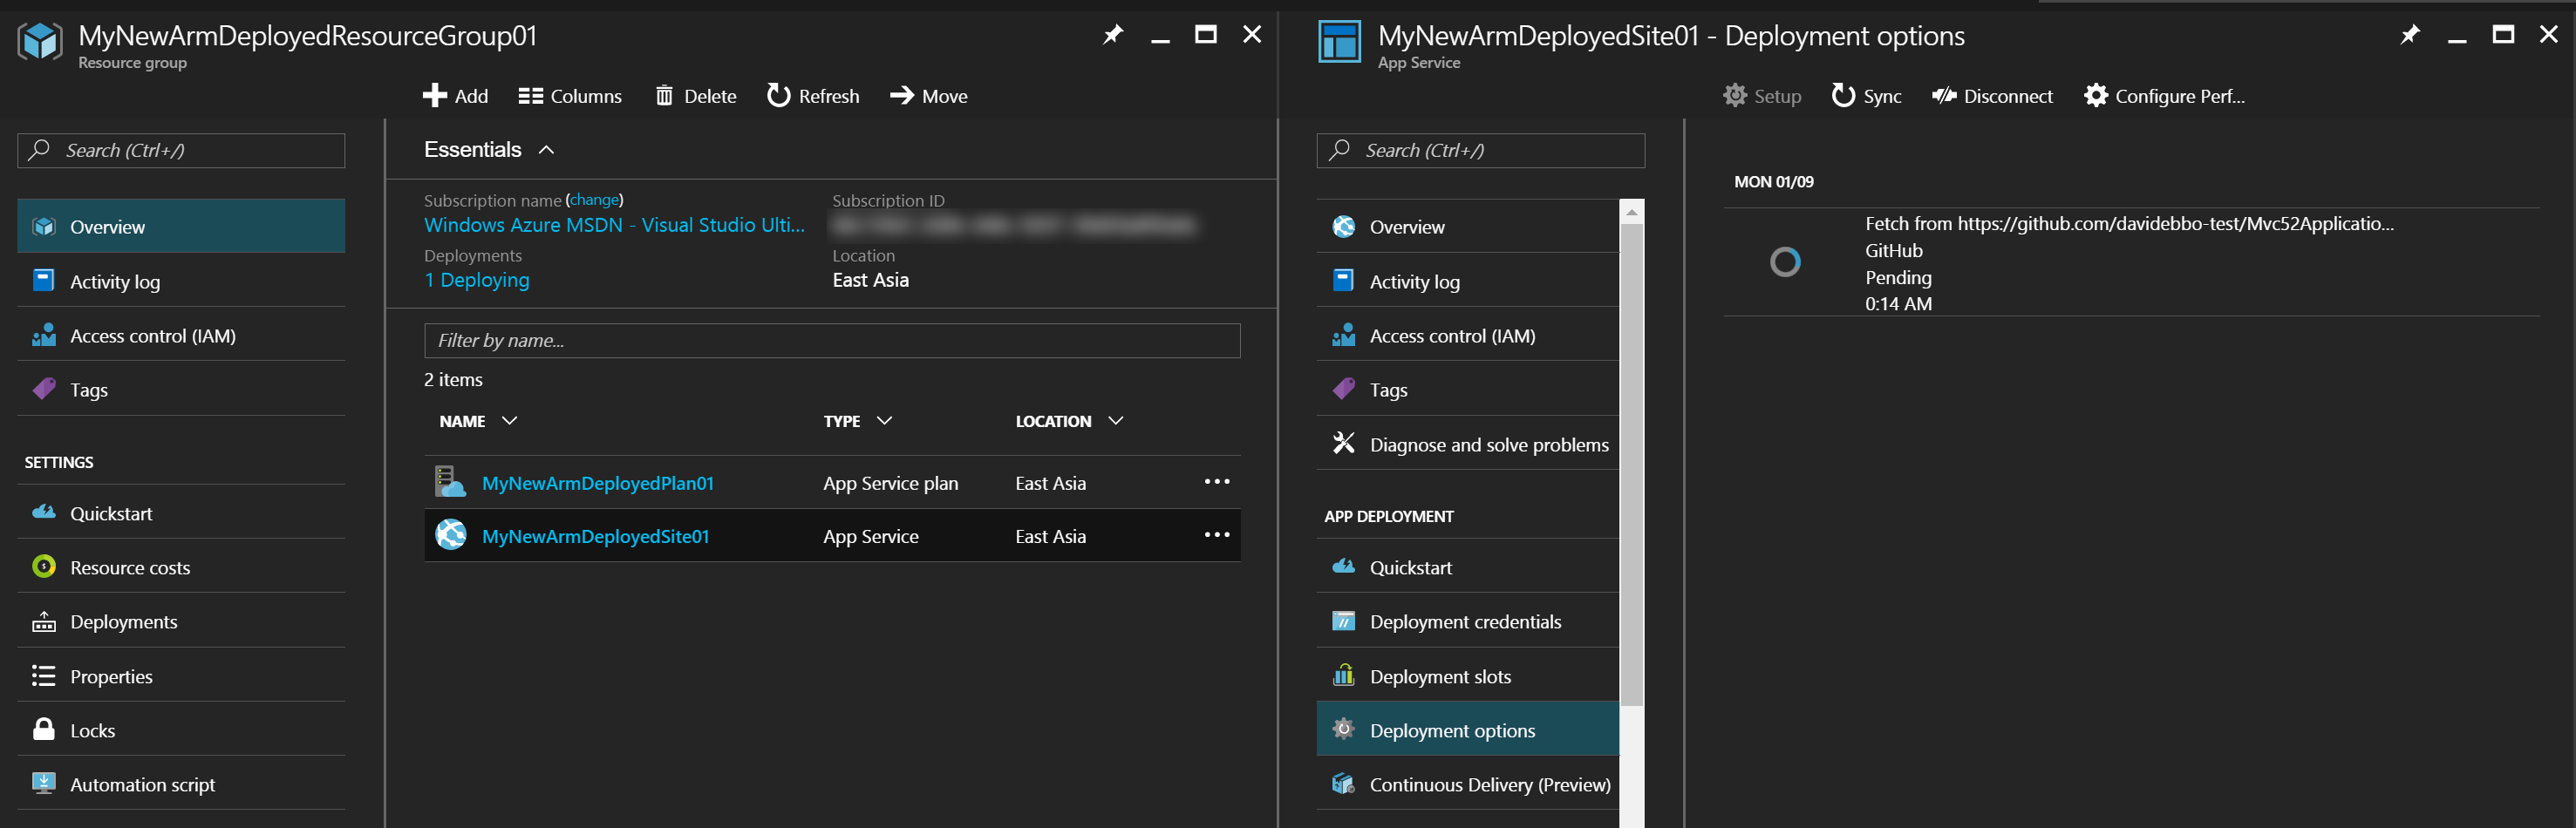 MyNewArmDeployedResourceGroup01
Resource group
Add
Columns
Delete
Refresh
Move
Search (Ctrl+/)
Overview
Activity log
Access control (IAM)
Tags
SETTINGS
Quickstart
Resource costs
Deployments
Properties
Locks
Automation script
Essentials
Subscription name (change)
Windows Azure MSDN - Visual Studio Ulti...
Deployments
1 Deploying
Subscription ID
Location
East Asia
Filter by name...
2 items
NAME TYPE LOCATION
MyNewArmDeployedPlan01 App Service plan East Asia
MyNewArmDeployedSite01 App Service East Asia
MyNewArmDeployedSite01 - Deployment options
App Service
Setup
Sync
Disconnect
Configure Perf...
Search (Ctrl+/)
Overview
Activity log
Access control (IAM)
Tags
Diagnose and solve problems
APP DEPLOYMENT
Quickstart
Deployment credentials
Deployment slots
Deployment options
Continuous Delivery (Preview)
MON 01/09
Fetch from https://github.com/davidebbo-test/Mvc52Applicatio...
GitHub
Pending
0:14 AM